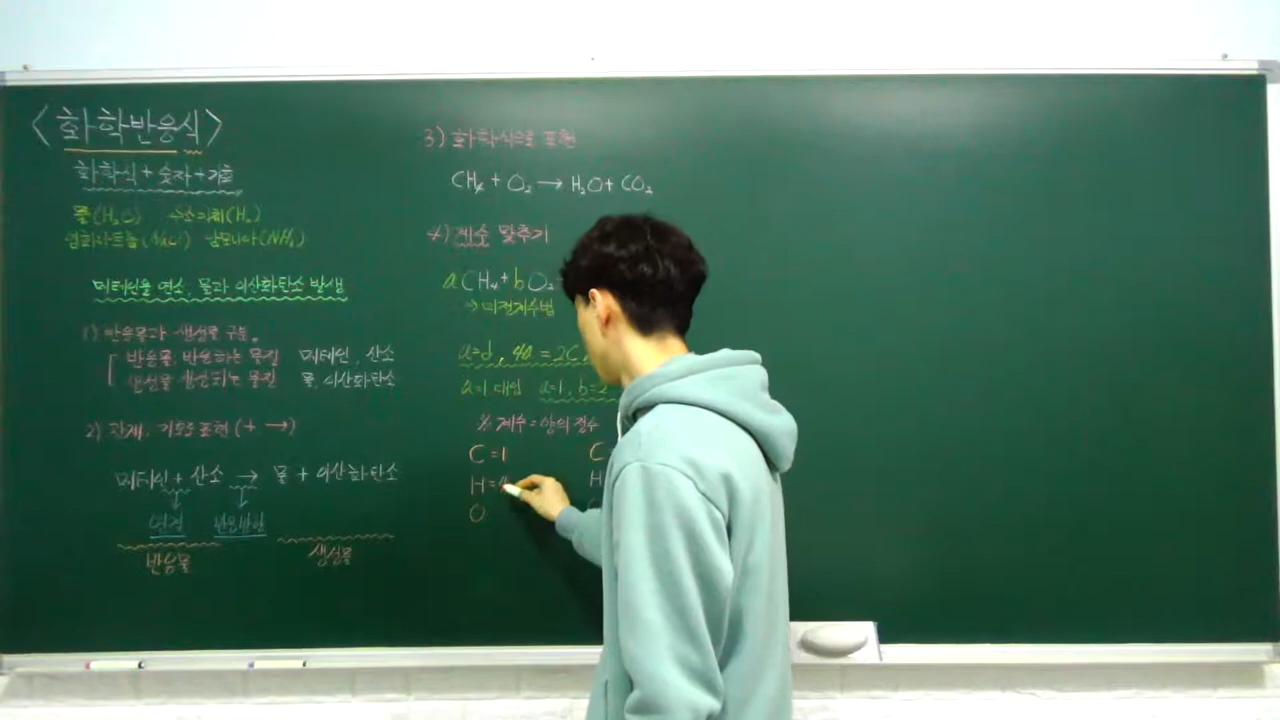 <화학반응식>
화학식+숫자+기호
물(H₂O) 수소기체(H₂)
염화나트륨(NaCl) 암모니아(NH₃)
메테인을 연소, 물과 이산화탄소 발생
1) 반응물과 생성물 구분.
반응물: 반응하는 물질 메테인, 산소
생성물: 생성되는 물질 물, 이산화탄소
2) 관계, 기호로 표현 (+ →)
메테인 + 산소 → 물 + 이산화탄소
연결 반응방향
반응물 생성물
3) 화학식으로 표현
CH₄ + O₂ → H₂O + CO₂
4) 계수 맞추기
aCH₄ + bO₂
→ 미정계수법
a=d, 4a = 2c
a=1 대입 a=1, b=2
※ 계수 = 양의 정수
C=1 C
H=4 H
O